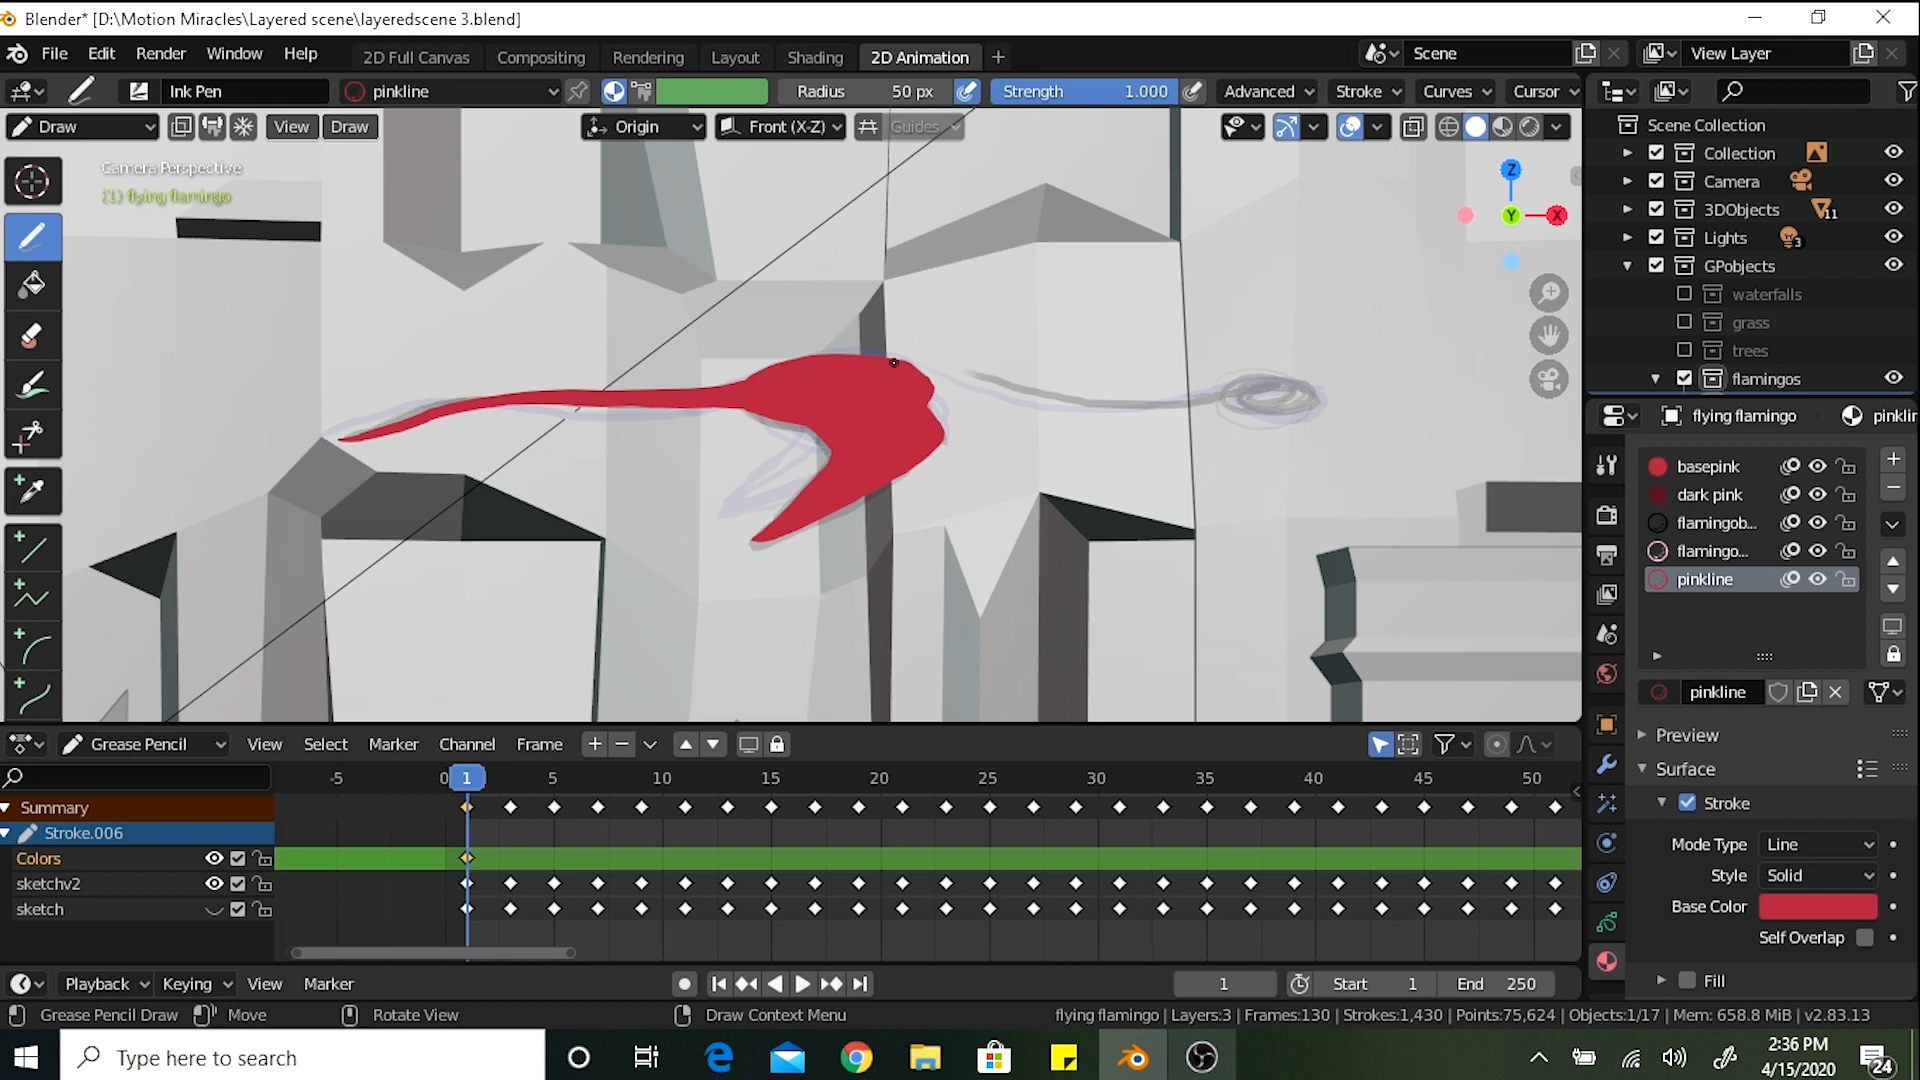 Blender* [D:\Motion Miracles\Layered scene\layeredscene 3.blend]
File Edit Render Window Help 2D Full Canvas Compositing Rendering Layout Shading 2D Animation + Scene View Layer
Ink Pen pinkline Radius 50 px Strength 1.000 Advanced Stroke Curves Cursor
Draw View Draw Origin Front (X-Z) Guides
Camera Perspective
(1) flying flamingo
Z
Y
X
Scene Collection
Collection
Camera
3DObjects 11
Lights 3
GPobjects
waterfalls
grass
trees
flamingos
flying flamingo pinklir
basepink
dark pink
flamingob...
flamingo...
pinkline
pinkline
Preview
Surface
Stroke
Mode Type Line
Style Solid
Base Color
Self Overlap
Fill
Grease Pencil View Select Marker Channel Frame
-5 0 1 5 10 15 20 25 30 35 40 45 50
Summary
Stroke.006
Colors
sketchv2
sketch
Playback Keying View Marker 1 Start 1 End 250
Grease Pencil Draw Move Rotate View Draw Context Menu flying flamingo | Layers:3 | Frames:130 | Strokes:1,430 | Points:75,624 | Objects:1/17 | Mem: 658.8 MiB | v2.83.13
Type here to search
2:36 PM
4/15/2020
24